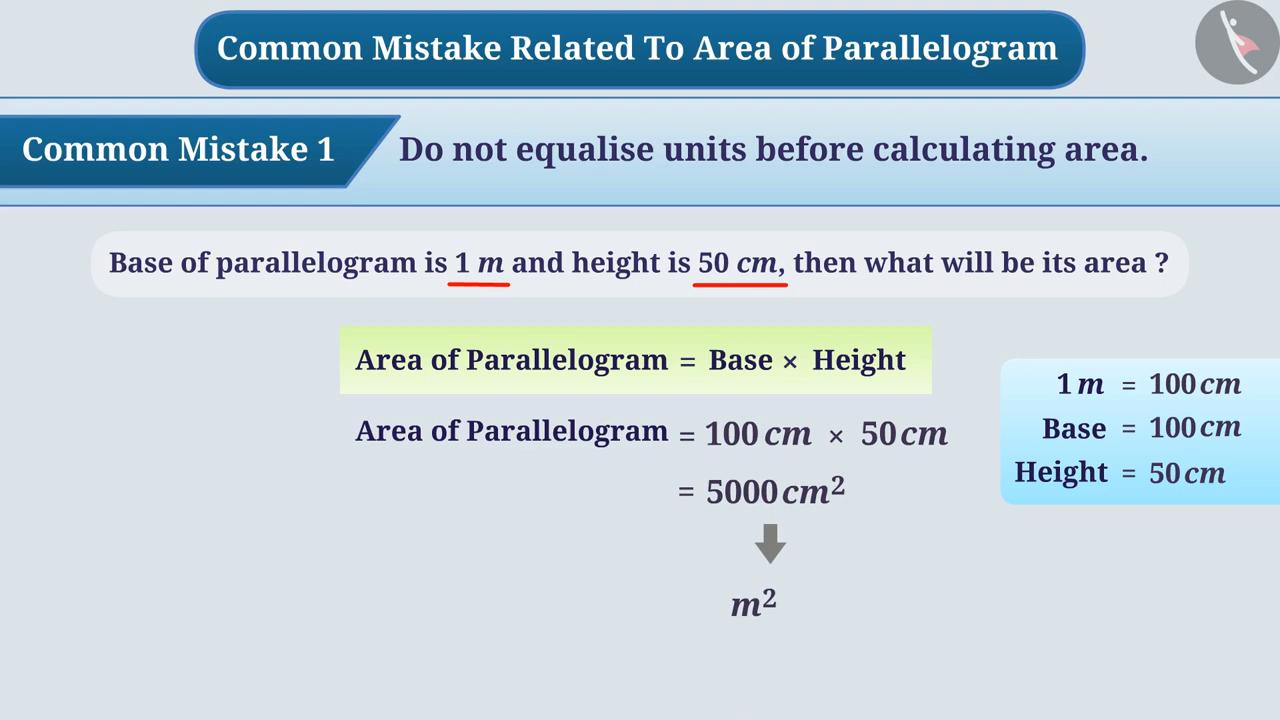 Common Mistake Related To Area of Parallelogram
Common Mistake 1
Do not equalise units before calculating area.
Base of parallelogram is 1 m and height is 50 cm, then what will be its area ?
Area of Parallelogram = Base × Height
Area of Parallelogram = 100 cm × 50 cm
= 5000 cm²
m²
1 m = 100 cm
Base = 100 cm
Height = 50 cm